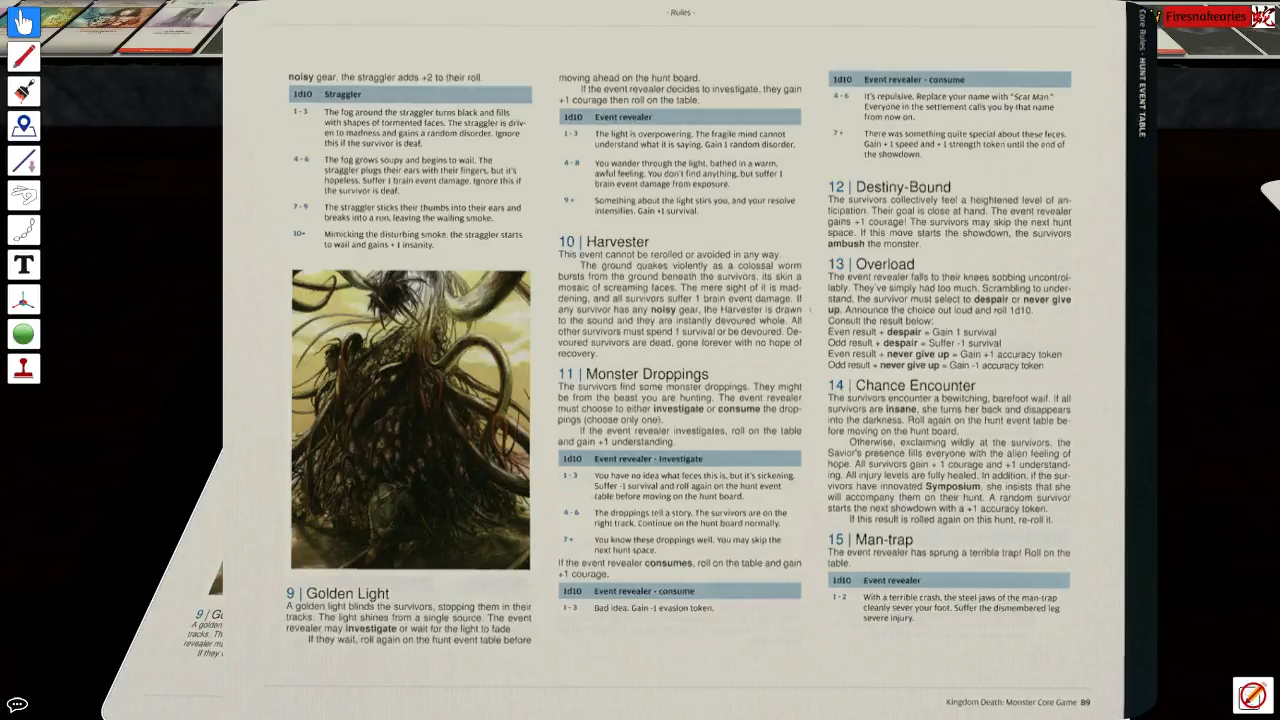 - Rules -
Firesnakearies
Core Rules - HUNT EVENT TABLE
noisy gear, the straggler adds +2 to their roll.
1d10 Straggler
1 - 3 The fog around the straggler turns black and fills
with shapes of tormented faces. The straggler is driv-
en to madness and gains a random disorder. Ignore
this if the survivor is deaf.
4 - 6 The fog grows soupy and begins to wail. The
straggler plugs their ears with their fingers, but it's
hopeless. Suffer 1 brain event damage. Ignore this if
the survivor is deaf.
7 - 9 The straggler sticks their thumbs into their ears and
breaks into a run, leaving the wailing smoke.
10+ Mimicking the disturbing smoke, the straggler starts
to wail and gains +1 insanity.
9 | Golden Light
A golden light blinds the survivors, stopping them in their
tracks. The light shines from a single source. The event
revealer may investigate or wait for the light to fade
If they wait, roll again on the hunt event table before
moving ahead on the hunt board.
If the event revealer decides to investigate, they gain
+1 courage then roll on the table.
1d10 Event revealer
1 - 3 The light is overpowering. The fragile mind cannot
understand what it is saying. Gain 1 random disorder.
4 - 8 You wander through the light, bathed in a warm,
awful feeling. You don't find anything, but suffer 1
brain event damage from exposure.
9+ Something about the light stirs you, and your resolve
intensifies. Gain +1 survival.
10 | Harvester
This event cannot be rerolled or avoided in any way.
The ground quakes violently as a colossal worm
bursts from the ground beneath the survivors, its skin a
mosaic of screaming faces. The mere sight of it is mad-
dening, and all survivors suffer 1 brain event damage. If
any survivor has any noisy gear, the Harvester is drawn
to the sound and they are instantly devoured whole. All
other survivors must spend 1 survival or be devoured. De-
voured survivors are dead, gone forever with no hope of
recovery.
11 | Monster Droppings
The survivors find some monster droppings. They might
be from the beast you are hunting. The event revealer
must choose to either investigate or consume the drop-
pings (choose only one).
If the event revealer investigates, roll on the table
and gain +1 understanding.
1d10 Event revealer - Investigate
1 - 3 You have no idea what feces this is, but it's sickening.
Suffer -1 survival and roll again on the hunt event
table before moving on the hunt board.
4 - 6 The droppings tell a story. The survivors are on the
right track. Continue on the hunt board normally.
7+ You know these droppings well. You may skip the
next hunt space.
If the event revealer consumes, roll on the table and gain
+1 courage.
1d10 Event revealer - consume
1 - 3 Bad idea. Gain -1 evasion token.
1d10 Event revealer - consume
4 - 6 It's repulsive. Replace your name with "Scat Man."
Everyone in the settlement calls you by that name
from now on.
7+ There was something quite special about these feces.
Gain +1 speed and +1 strength token until the end of
the showdown.
12 | Destiny-Bound
The survivors collectively feel a heightened level of an-
ticipation. Their goal is close at hand. The event revealer
gains +1 courage! The survivors may skip the next hunt
space. If this move starts the showdown, the survivors
ambush the monster.
13 | Overload
The event revealer falls to their knees sobbing uncontrol-
lably. They've simply had too much. Scrambling to under-
stand, the survivor must select to despair or never give
up. Announce the choice out loud and roll 1d10.
Consult the result below:
Even result + despair = Gain 1 survival
Odd result + despair = Suffer -1 survival
Even result + never give up = Gain +1 accuracy token
Odd result + never give up = Gain -1 accuracy token
14 | Chance Encounter
The survivors encounter a bewitching, barefoot waif. If all
survivors are insane, she turns her back and disappears
into the darkness. Roll again on the hunt event table be-
fore moving on the hunt board.
Otherwise, exclaiming wildly at the survivors, the
Savior's presence fills everyone with the alien feeling of
hope. All survivors gain +1 courage and +1 understand-
ing. All injury levels are fully healed. In addition, if the sur-
vivors have innovated Symposium, she insists that she
will accompany them on their hunt. A random survivor
starts the next showdown with a +1 accuracy token.
If this result is rolled again on this hunt, re-roll it.
15 | Man-trap
The event revealer has sprung a terrible trap! Roll on the
table.
1d10 Event revealer
1 - 2 With a terrible crash, the steel jaws of the man-trap
cleanly sever your foot. Suffer the dismembered leg
severe injury.
Kingdom Death: Monster Core Game 89
T